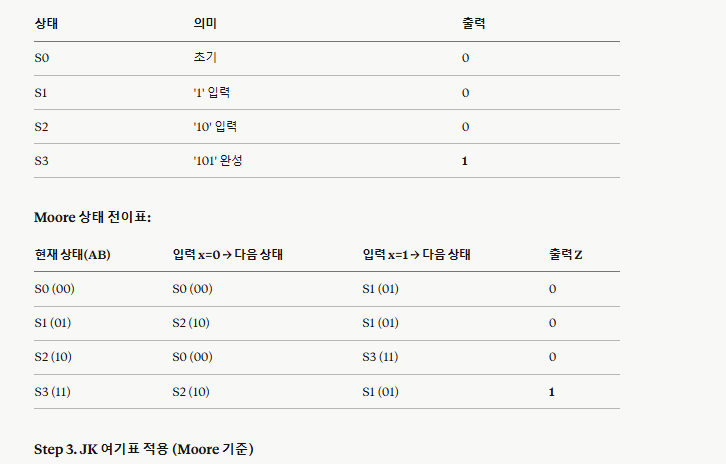 상태 의미 출력
S0 초기 0
S1 '1' 입력 0
S2 '10' 입력 0
S3 '101' 완성 1
Moore 상태 전이표:
현재 상태(AB) 입력 x=0 → 다음 상태 입력 x=1 → 다음 상태 출력 Z
S0 (00) S0 (00) S1 (01) 0
S1 (01) S2 (10) S1 (01) 0
S2 (10) S0 (00) S3 (11) 0
S3 (11) S2 (10) S1 (01) 1
Step 3. JK 여기표 적용 (Moore 기준)